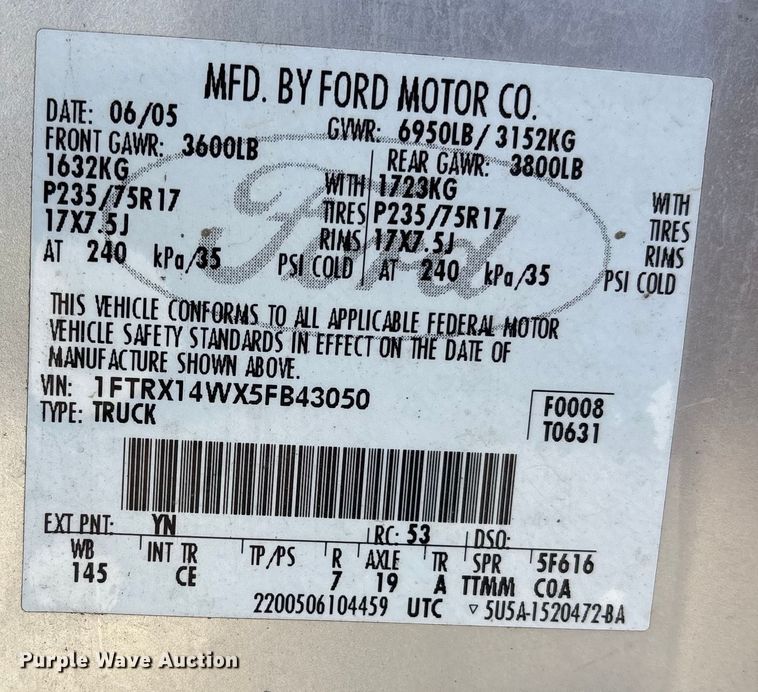 MFD. BY FORD MOTOR CO.
DATE: 06/05 GVWR: 6950LB/ 3152KG
FRONT GAWR: 3600LB REAR GAWR: 3800LB
1632KG WITH 1723KG WITH
P235/75R17 TIRES P235/75R17 TIRES
17X7.5J RIMS 17X7.5J RIMS
AT 240 kPa/35 PSI COLD AT 240 kPa/35 PSI COLD
Ford
THIS VEHICLE CONFORMS TO ALL APPLICABLE FEDERAL MOTOR
VEHICLE SAFETY STANDARDS IN EFFECT ON THE DATE OF
MANUFACTURE SHOWN ABOVE.
VIN: 1FTRX14WX5FB43050 F0008
TYPE: TRUCK T0631
EXT PNT: YN RC: 53 DSO:
WB INT TR TP/PS R AXLE TR SPR 5F616
145 CE 7 19 A TTMM COA
2200506104459 UTC ▽ 5U5A-1520472-BA
Purple Wave Auction